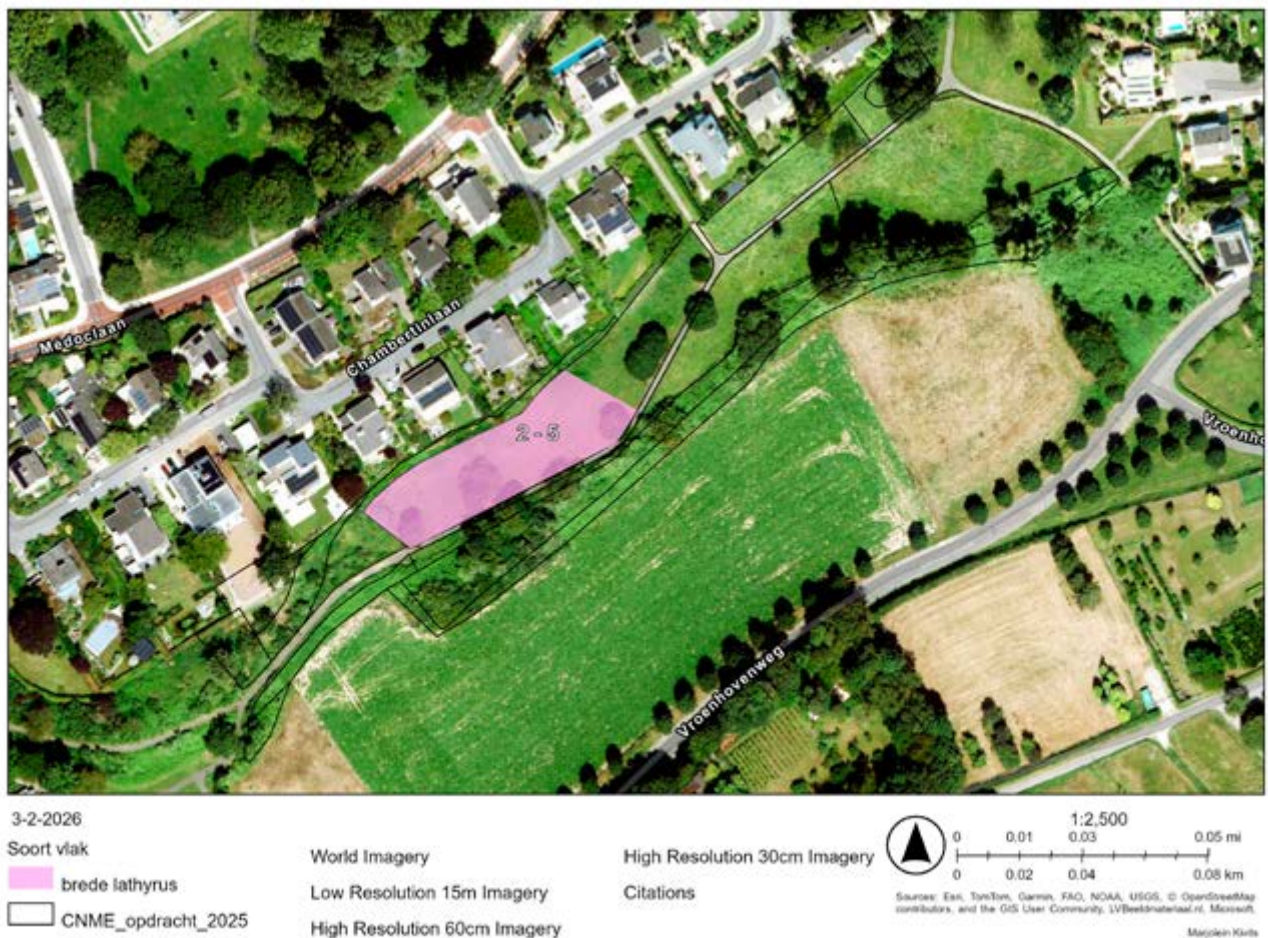 Medoclaan
Chambertinlaan
2 - 5
Vroenho
Vroenhovenweg
3-2-2026
Soort vlak
brede lathyrus
CNME_opdracht_2025
World Imagery
Low Resolution 15m Imagery
High Resolution 60cm Imagery
High Resolution 30cm Imagery
Citations
1:2,500
0 0.01 0.03 0.05 mi
0 0.02 0.04 0.08 km
Sources: Esri, TomTom, Garmin, FAO, NOAA, USGS, © OpenStreetMap
contributors, and the GIS User Community, LVBeeldmateriaal.nl, Microsoft,
Marjolein Kivits